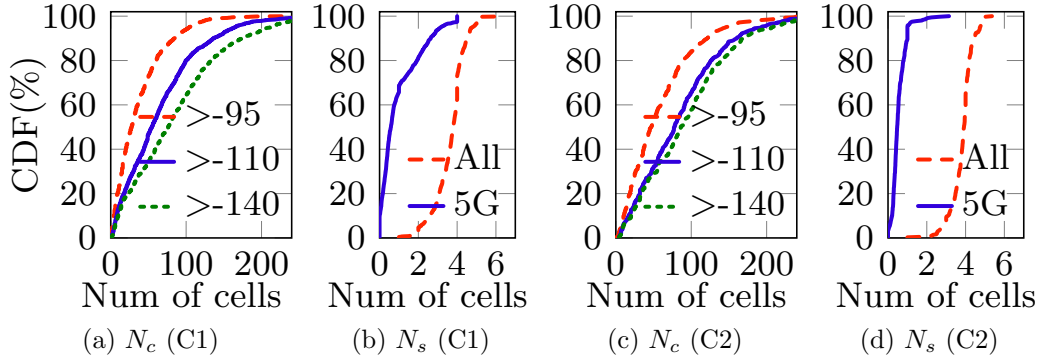 CDF(%)
100
80
60
40
20
0
>-95
>-110
>-140
0 100 200
Num of cells
(a) N_c (C1)
100
80
60
40
20
0
All
5G
0 2 4 6
Num of cells
(b) N_s (C1)
100
80
60
40
20
0
>-95
>-110
>-140
0 100 200
Num of cells
(c) N_c (C2)
100
80
60
40
20
0
All
5G
0 2 4 6
Num of cells
(d) N_s (C2)